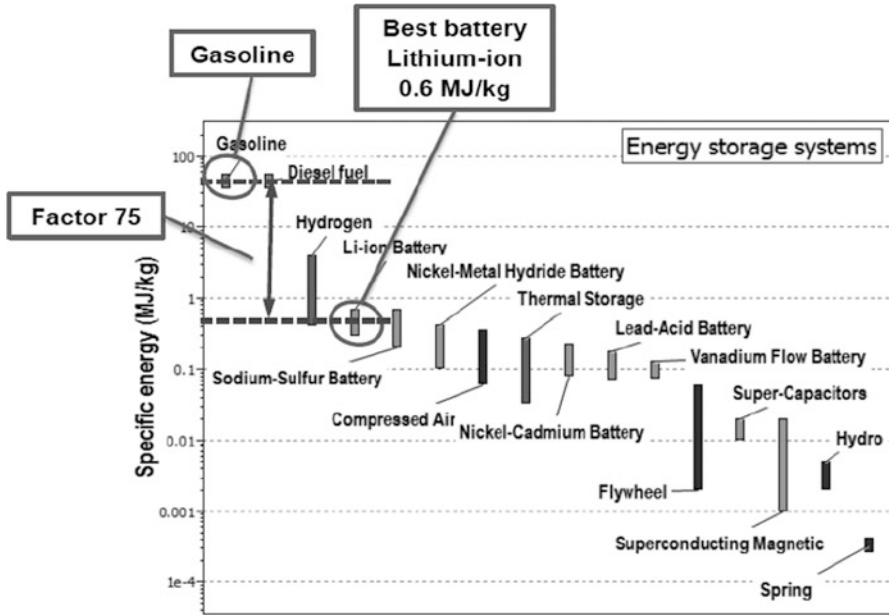 Gasoline
Best battery
Lithium-ion
0.6 MJ/kg
Energy storage systems
Gasoline
Diesel fuel
Factor 75
Hydrogen
Li-ion Battery
Nickel-Metal Hydride Battery
Thermal Storage
Lead-Acid Battery
Vanadium Flow Battery
Sodium-Sulfur Battery
Super-Capacitors
Compressed Air
Nickel-Cadmium Battery
Hydro
Flywheel
Superconducting Magnetic
Spring
Specific energy (MJ/kg)
100
10
1
0.1
0.01
0.001
1e-4